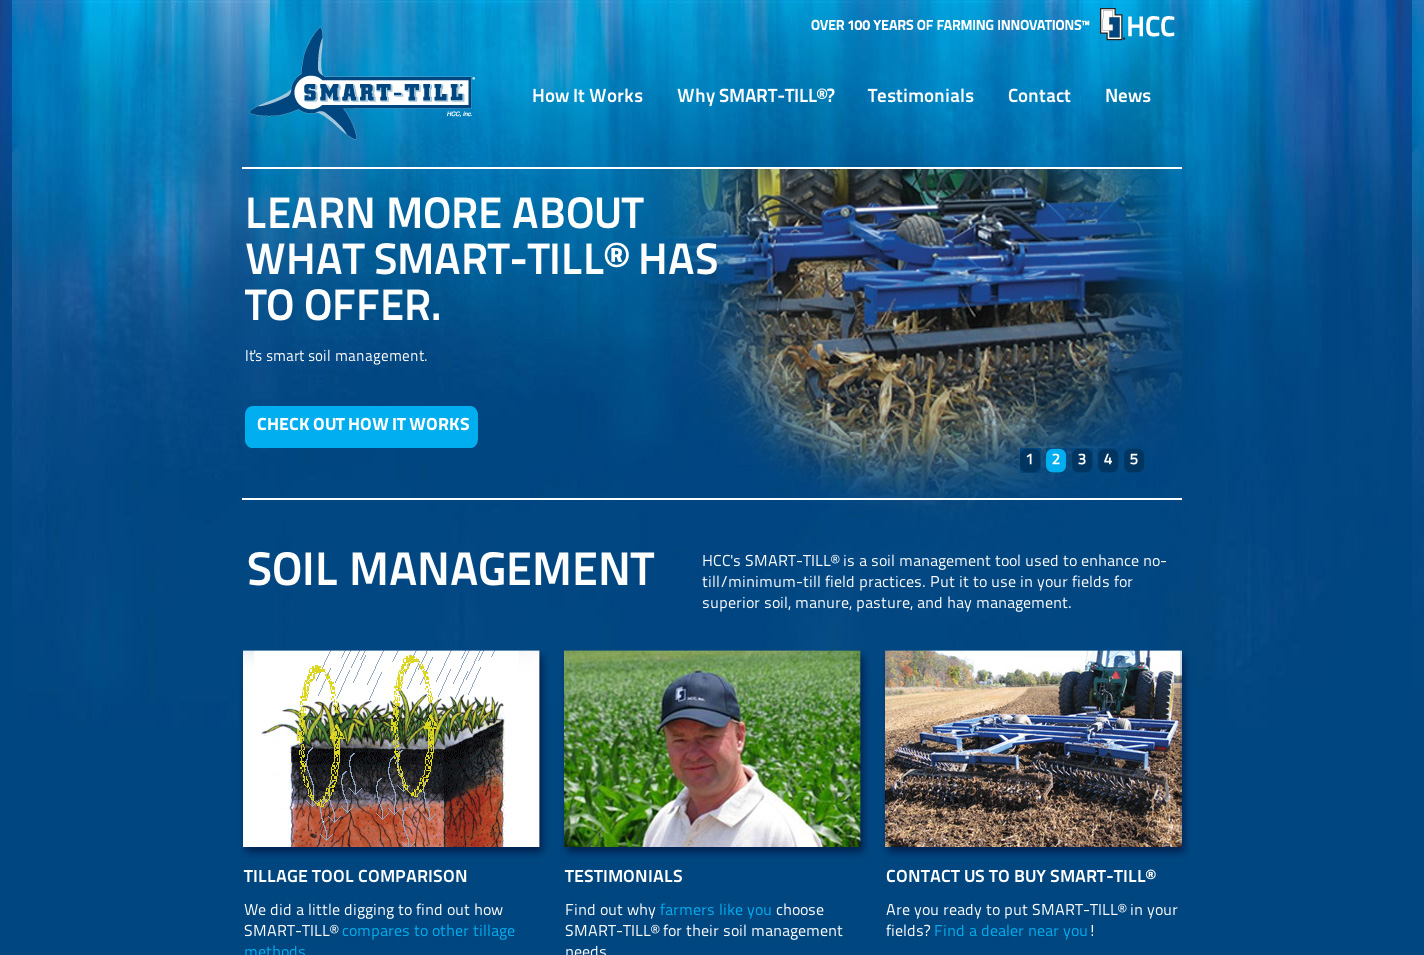 OVER 100 YEARS OF FARMING INNOVATIONS™ HCC
SMART-TILL
HCC, Inc.
How It Works Why SMART-TILL®? Testimonials Contact News
LEARN MORE ABOUT
WHAT SMART-TILL® HAS
TO OFFER.
It's smart soil management.
CHECK OUT HOW IT WORKS
1 2 3 4 5
SOIL MANAGEMENT
HCC's SMART-TILL® is a soil management tool used to enhance no-
till/minimum-till field practices. Put it to use in your fields for
superior soil, manure, pasture, and hay management.
HCC, Inc.
TILLAGE TOOL COMPARISON
We did a little digging to find out how
SMART-TILL® compares to other tillage
methods.
TESTIMONIALS
Find out why farmers like you choose
SMART-TILL® for their soil management
needs.
CONTACT US TO BUY SMART-TILL®
Are you ready to put SMART-TILL® in your
fields? Find a dealer near you!